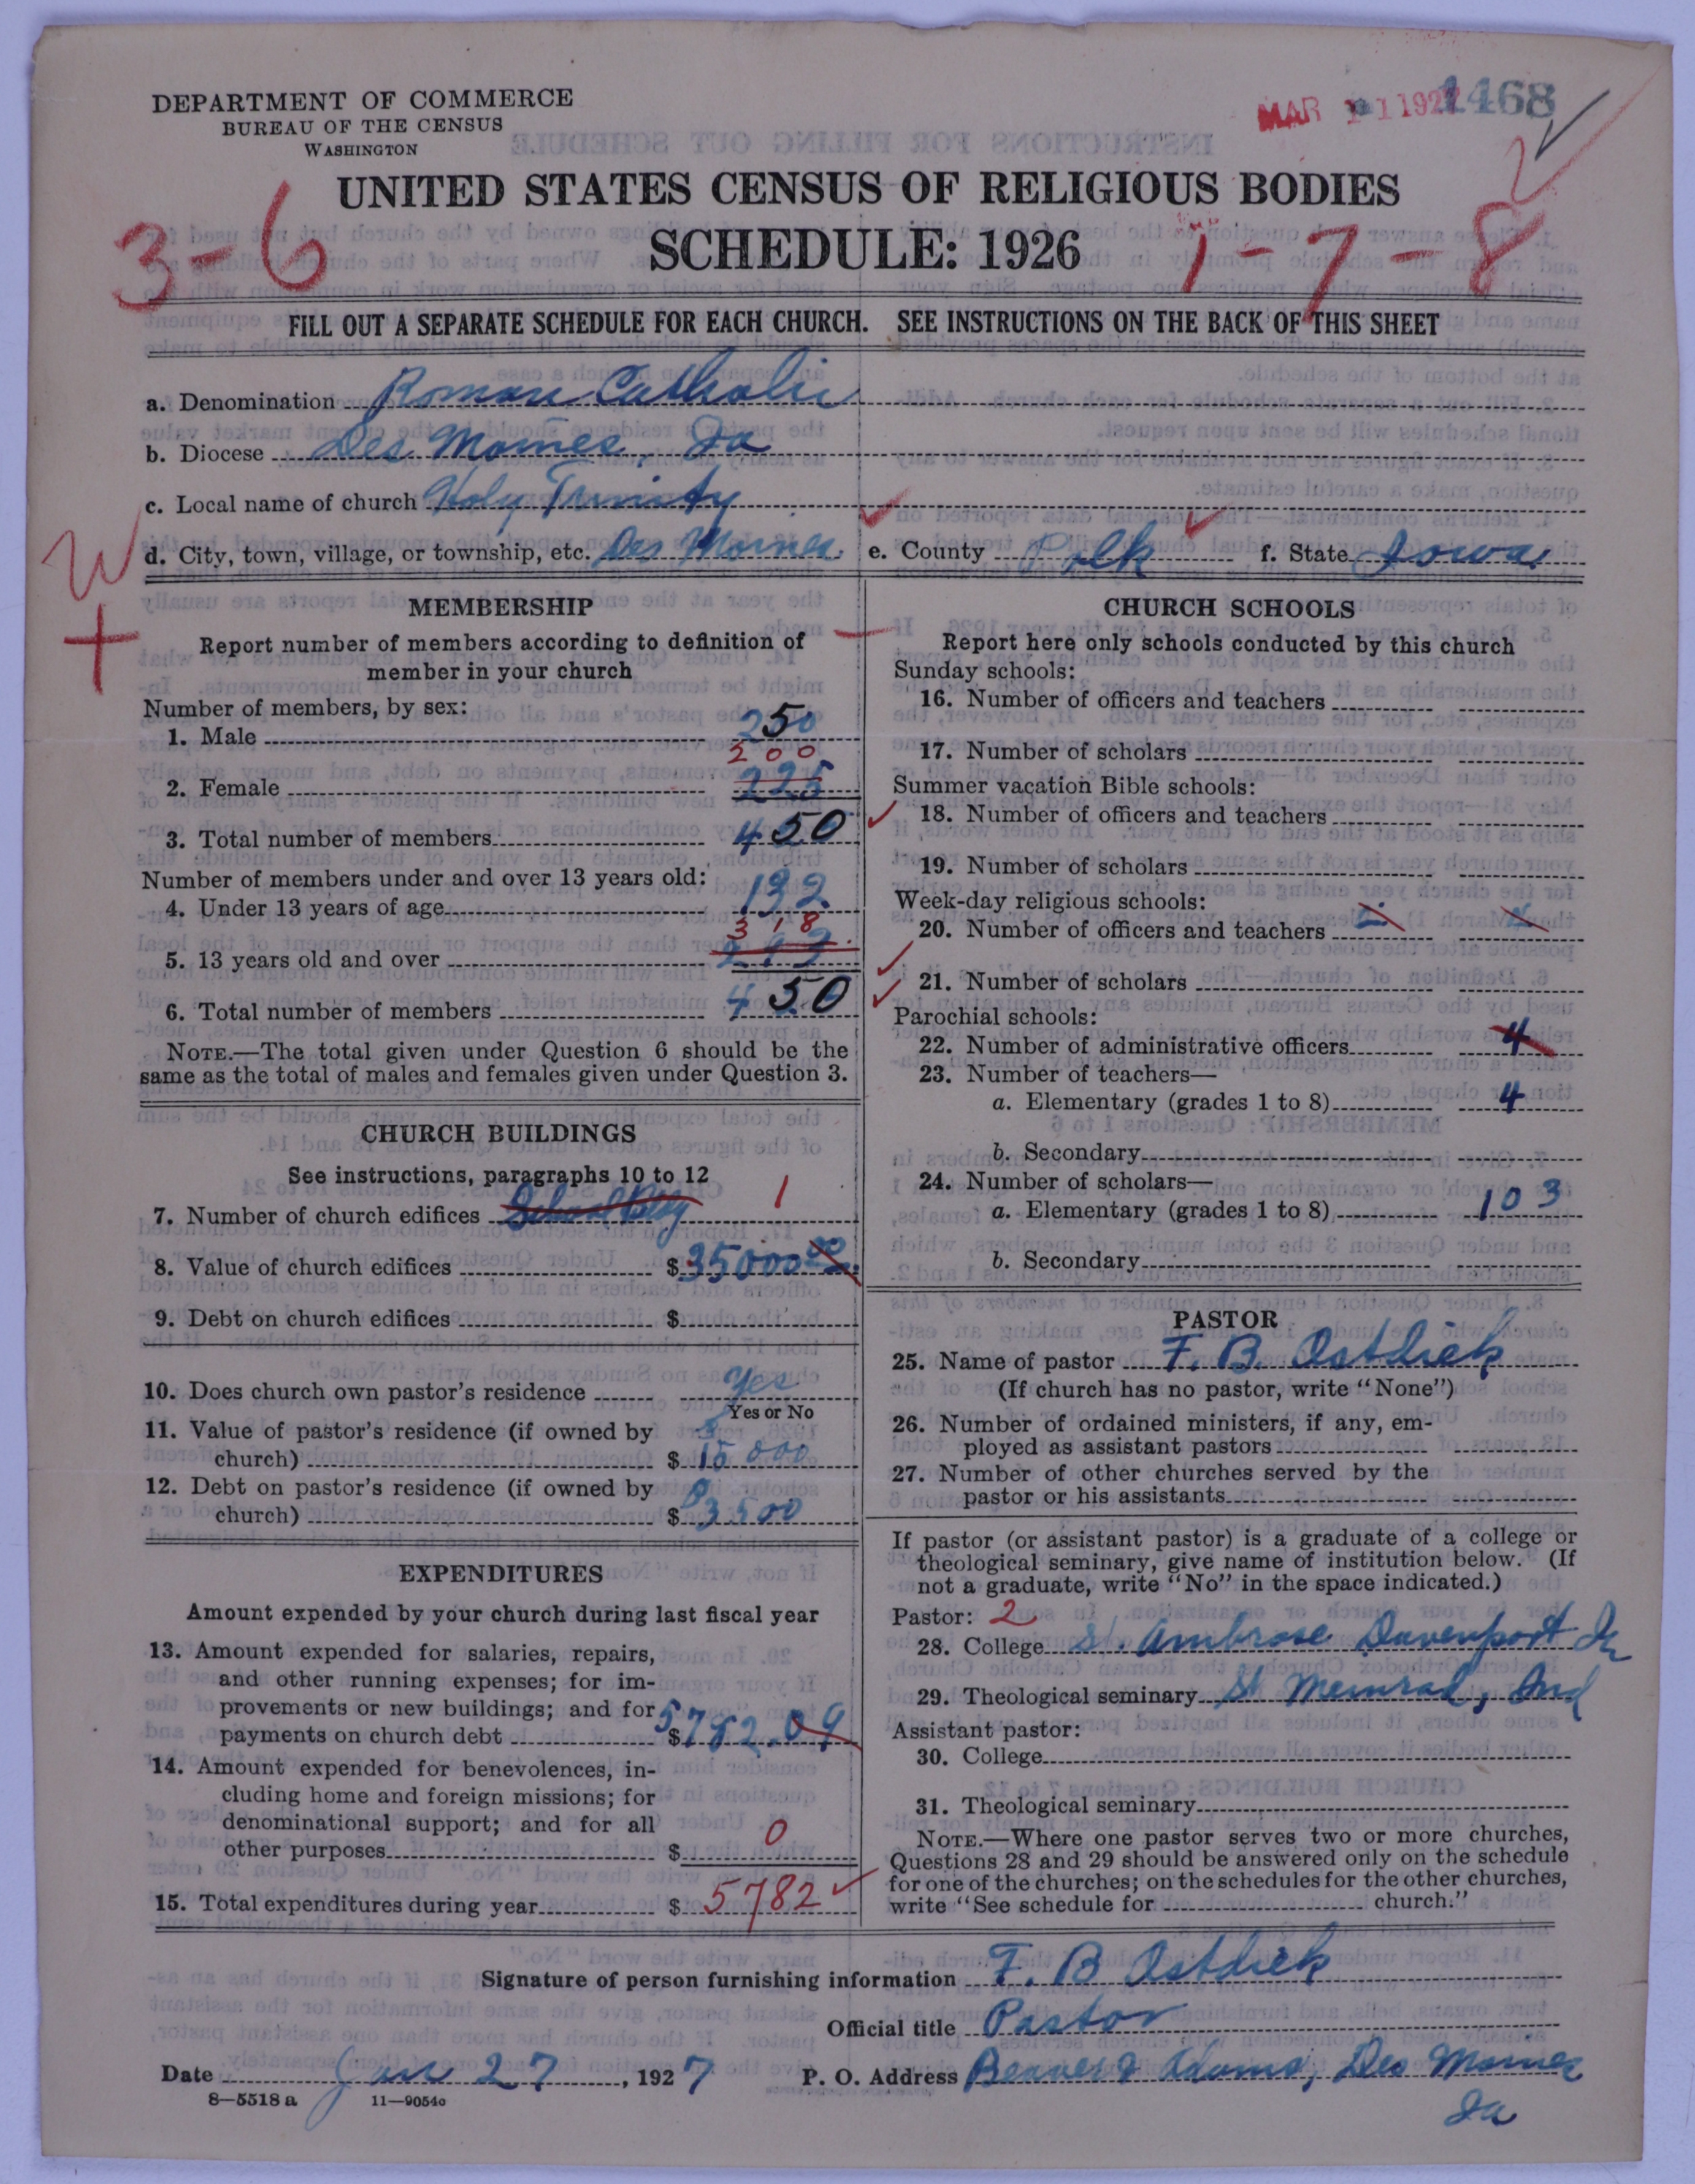 DEPARTMENT OF COMMERCE
BUREAU OF THE CENSUS
WASHINGTON
MAR 1 1927
1468
UNITED STATES CENSUS OF RELIGIOUS BODIES
SCHEDULE: 1926
3-6
1-7-8
FILL OUT A SEPARATE SCHEDULE FOR EACH CHURCH. SEE INSTRUCTIONS ON THE BACK OF THIS SHEET
a. Denomination Roman Catholic
b. Diocese Des Moines, Ia
c. Local name of church Holy Trinity
d. City, town, village, or township, etc. Des Moines e. County Polk f. State Iowa
MEMBERSHIP
Report number of members according to definition of
member in your church
Number of members, by sex:
1. Male 250
200
2. Female 225
3. Total number of members 450
Number of members under and over 13 years old:
4. Under 13 years of age 132
318
5. 13 years old and over
6. Total number of members 450
NOTE.—The total given under Question 6 should be the
same as the total of males and females given under Question 3.
CHURCH BUILDINGS
See instructions, paragraphs 10 to 12
7. Number of church edifices School Bldg 1
8. Value of church edifices $ 35000 00
9. Debt on church edifices $
10. Does church own pastor's residence Yes
Yes or No
11. Value of pastor's residence (if owned by
church) $ 15000
12. Debt on pastor's residence (if owned by
church) $ 3500
EXPENDITURES
Amount expended by your church during last fiscal year
13. Amount expended for salaries, repairs,
and other running expenses; for im-
provements or new buildings; and for
payments on church debt $ 5782.09
14. Amount expended for benevolences, in-
cluding home and foreign missions; for
denominational support; and for all
other purposes $ 0
15. Total expenditures during year $ 5782
CHURCH SCHOOLS
Report here only schools conducted by this church
Sunday schools:
16. Number of officers and teachers
17. Number of scholars
Summer vacation Bible schools:
18. Number of officers and teachers
19. Number of scholars
Week-day religious schools:
20. Number of officers and teachers
21. Number of scholars
Parochial schools:
22. Number of administrative officers 4
23. Number of teachers—
a. Elementary (grades 1 to 8) 4
b. Secondary
24. Number of scholars—
a. Elementary (grades 1 to 8) 103
b. Secondary
PASTOR
25. Name of pastor F. B. Ostdiek
(If church has no pastor, write "None")
26. Number of ordained ministers, if any, em-
ployed as assistant pastors
27. Number of other churches served by the
pastor or his assistants
If pastor (or assistant pastor) is a graduate of a college or
theological seminary, give name of institution below. (If
not a graduate, write "No" in the space indicated.)
Pastor: 2
28. College St. Ambrose Davenport Ia
29. Theological seminary St Meinrad, Ind
Assistant pastor:
30. College
31. Theological seminary
NOTE.—Where one pastor serves two or more churches,
Questions 28 and 29 should be answered only on the schedule
for one of the churches; on the schedules for the other churches,
write "See schedule for church."
Signature of person furnishing information F. B Ostdiek
Official title Pastor
Date Jan 27, 1927 P. O. Address Beaver & Adams, Des Moines
Ia
8—5518 a 11—9054c